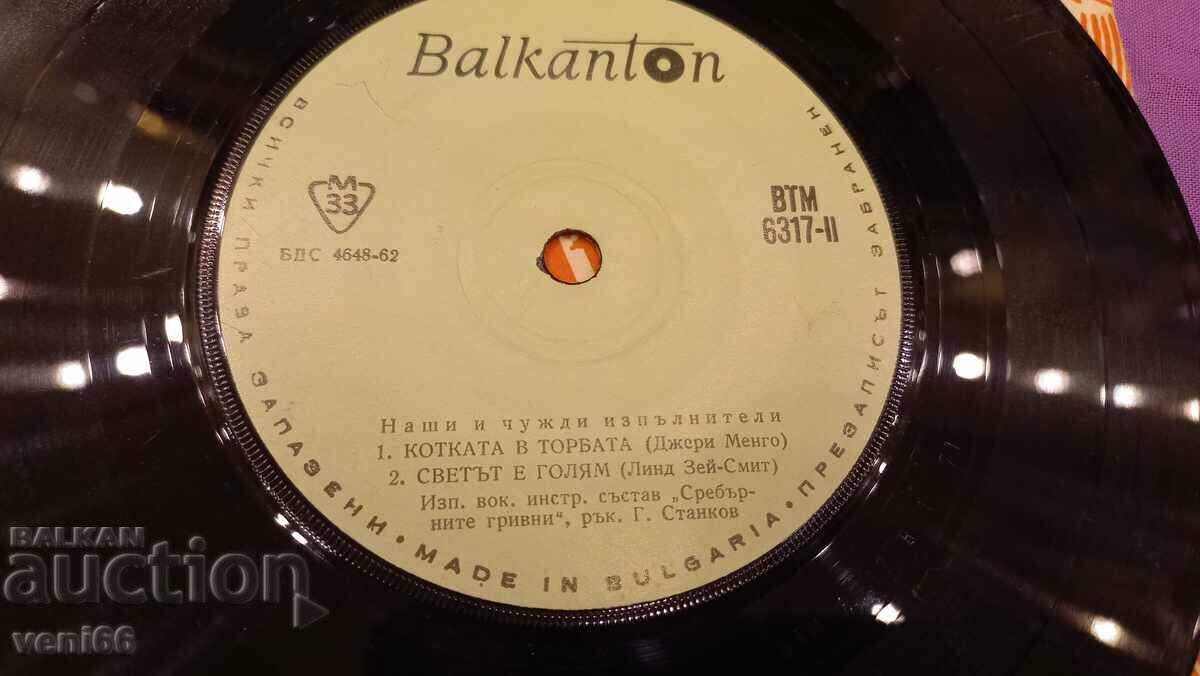 Balkanton
М
33
БДС 4648-62
ВТМ
6317-II
Наши и чужди изпълнители
1. КОТКАТА В ТОРБАТА (Джери Менго)
2. СВЕТЪТ Е ГОЛЯМ (Линд Зей-Смит)
Изп. вок. инстр. състав „Сребър-
ните гривни", рък. Г. Станков
ВСИЧКИ ПРАВА ЗАПАЗЕНИ • MADE IN BULGARIA • ПРЕЗАПИСЪТ ЗАБРАНЕН
BALKAN
auction
veni66